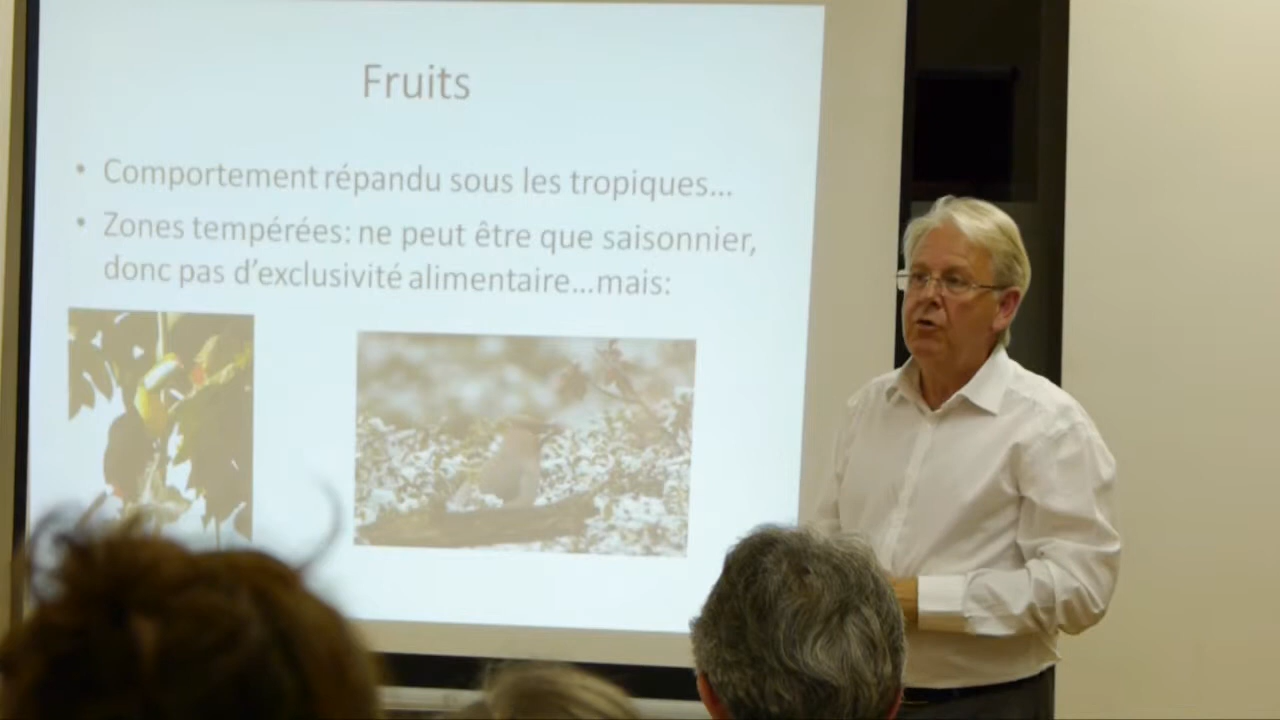 Fruits
• Comportement répandu sous les tropiques...
• Zones tempérées: ne peut être que saisonnier,
donc pas d’exclusivité alimentaire...mais: